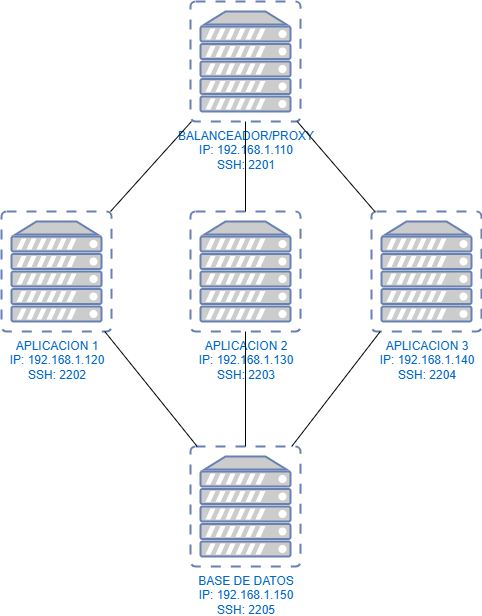 BALANCEADOR/PROXY
IP: 192.168.1.110
SSH: 2201
APLICACION 1
IP: 192.168.1.120
SSH: 2202
APLICACION 2
IP: 192.168.1.130
SSH: 2203
APLICACION 3
IP: 192.168.1.140
SSH: 2204
BASE DE DATOS
IP: 192.168.1.150
SSH: 2205